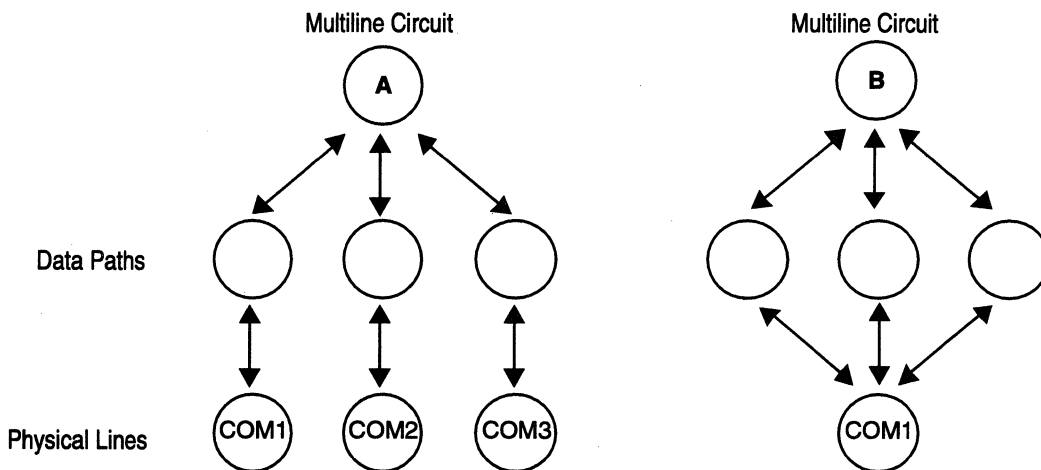 Multiline Circuit
Multiline Circuit
A
B
Data Paths
Physical Lines
COM1
COM2
COM3
COM1